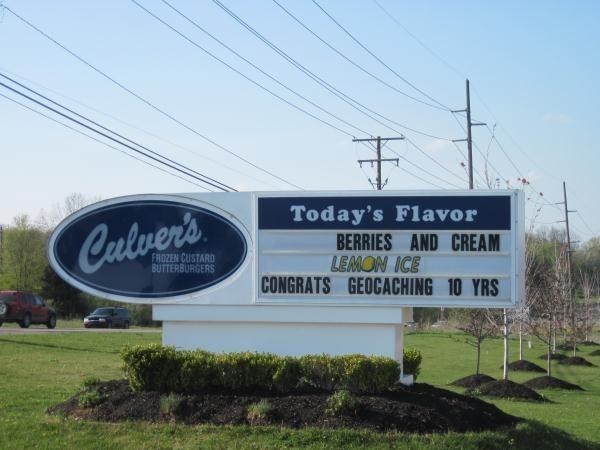 Culver's
FROZEN CUSTARD
BUTTERBURGERS
Today's Flavor
BERRIES AND CREAM
LEMON ICE
CONGRATS GEOCACHING 10 YRS